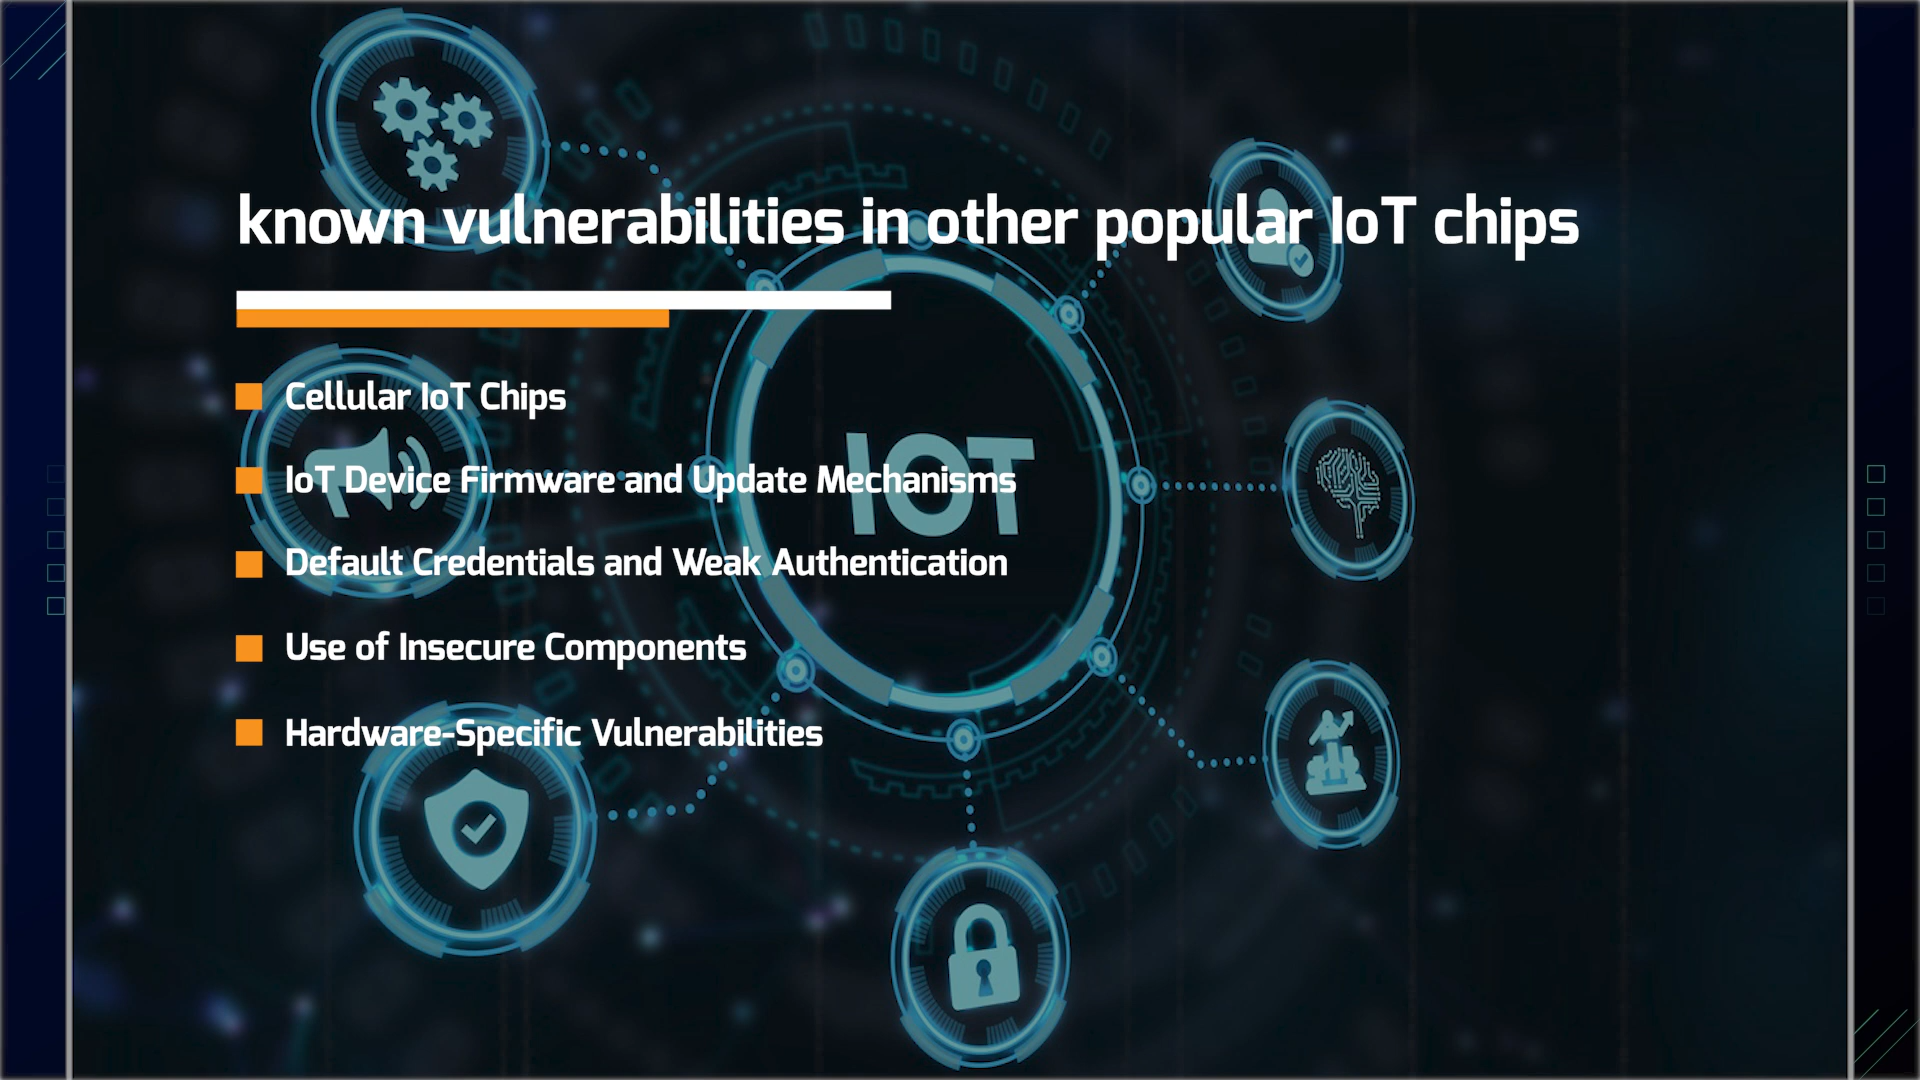 known vulnerabilities in other popular IoT chips
Cellular IoT Chips
IoT Device Firmware and Update Mechanisms
Default Credentials and Weak Authentication
Use of Insecure Components
Hardware-Specific Vulnerabilities
IOT